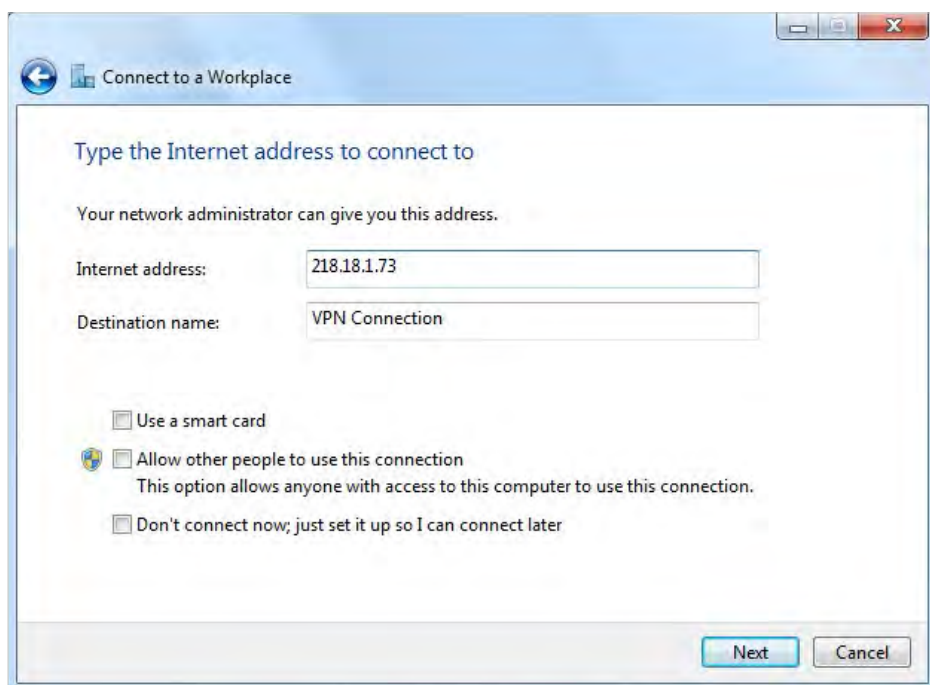 Connect to a Workplace
Type the Internet address to connect to
Your network administrator can give you this address.
Internet address: 218.18.1.73
Destination name: VPN Connection
Use a smart card
Allow other people to use this connection
This option allows anyone with access to this computer to use this connection.
Don't connect now; just set it up so I can connect later
Next Cancel